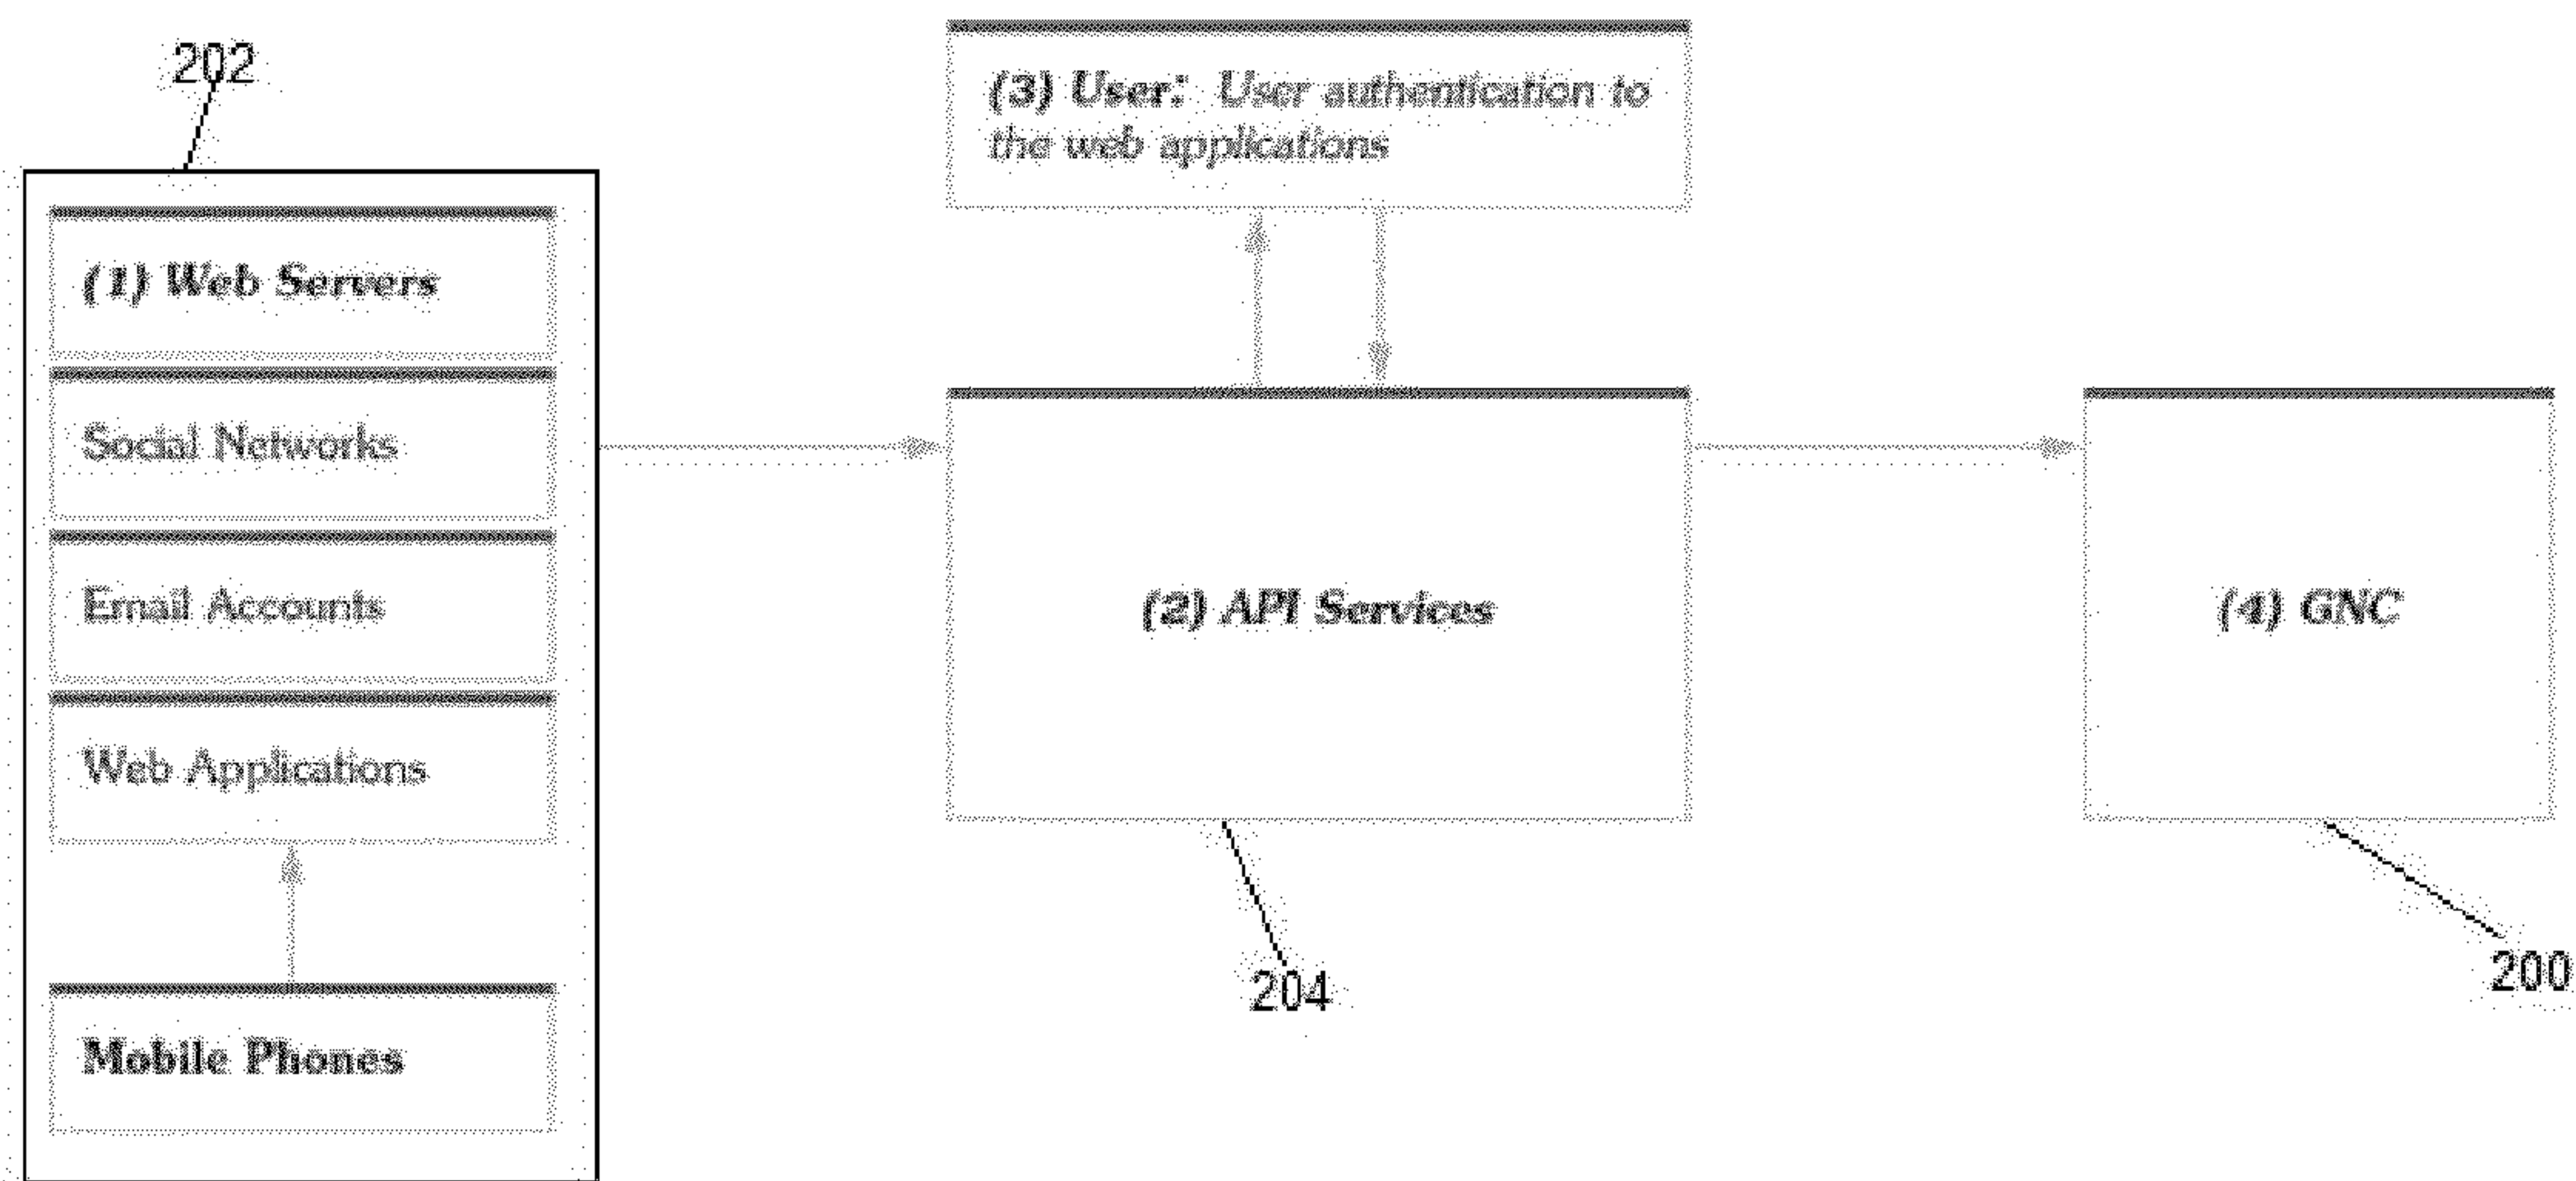 202
(1) Web Servers
Social Networks
Email Accounts
Web Applications
Mobile Phones
(3) User: User authentication to
the web applications
(2) API Services
204
(4) GNC
200